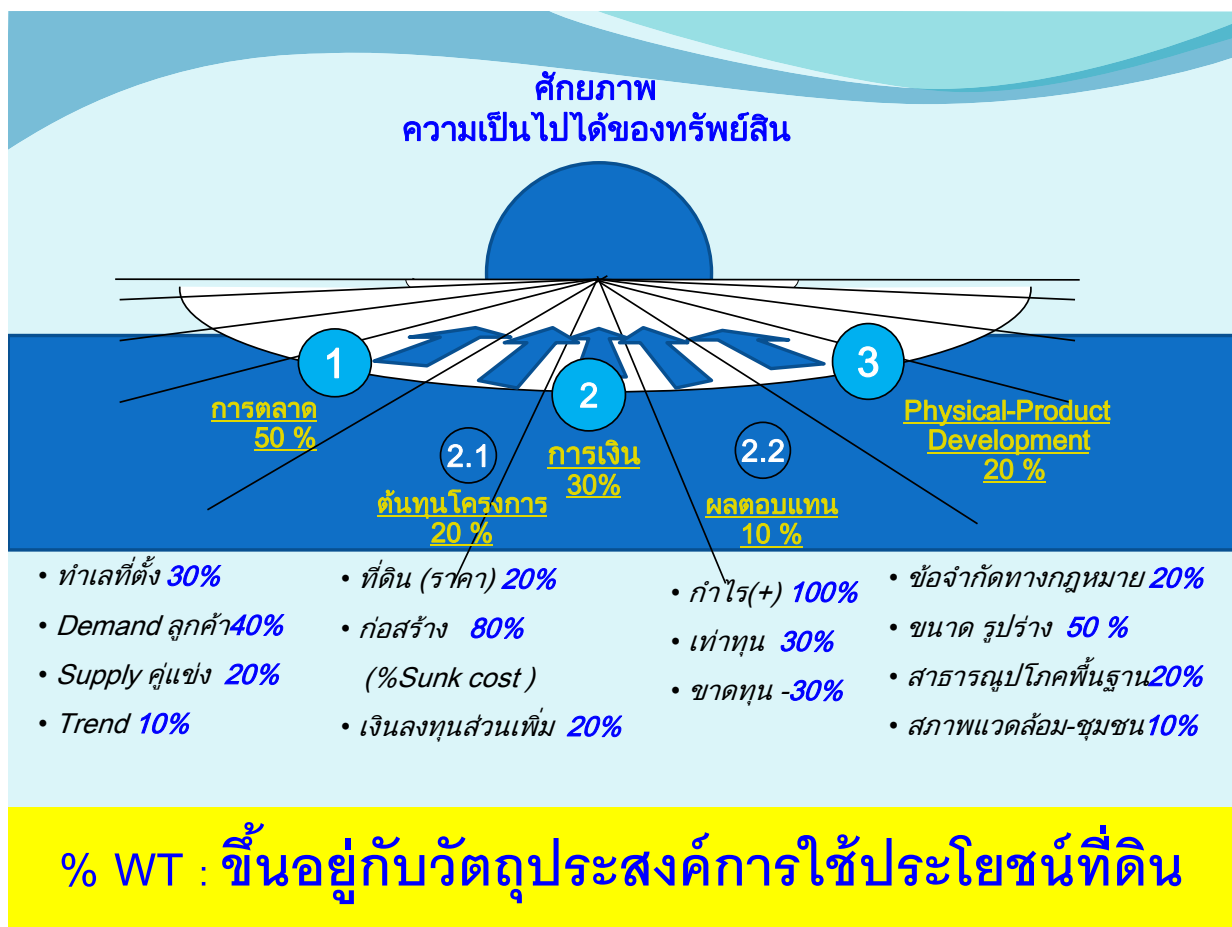 ศักยภาพ
ความเป็นไปได้ของทรัพย์สิน
1
การตลาด
50 %
2.1
ต้นทุนโครงการ
20 %
2
การเงิน
30%
2.2
ผลตอบแทน
10 %
3
Physical-Product
Development
20 %
• ทำเลที่ตั้ง 30%
• Demand ลูกค้า40%
• Supply คู่แข่ง 20%
• Trend 10%
• ที่ดิน (ราคา) 20%
• ก่อสร้าง 80%
(%Sunk cost )
• เงินลงทุนส่วนเพิ่ม 20%
• กำไร(+) 100%
• เท่าทุน 30%
• ขาดทุน -30%
• ข้อจำกัดทางกฎหมาย 20%
• ขนาด รูปร่าง 50 %
• สาธารณูปโภคพื้นฐาน20%
• สภาพแวดล้อม-ชุมชน10%
% WT : ขึ้นอยู่กับวัตถุประสงค์การใช้ประโยชน์ที่ดิน